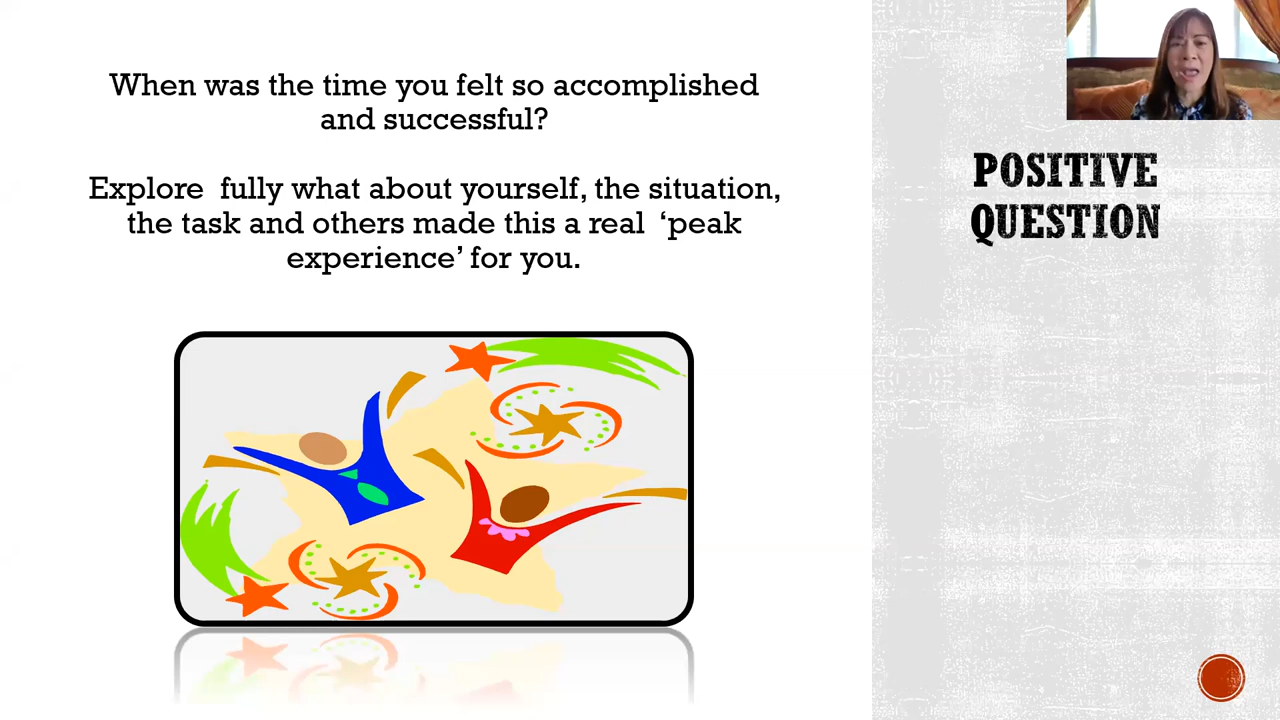 When was the time you felt so accomplished
and successful?
Explore  fully what about yourself, the situation,
the task and others made this a real  ‘peak
experience’ for you.
POSITIVE
QUESTION